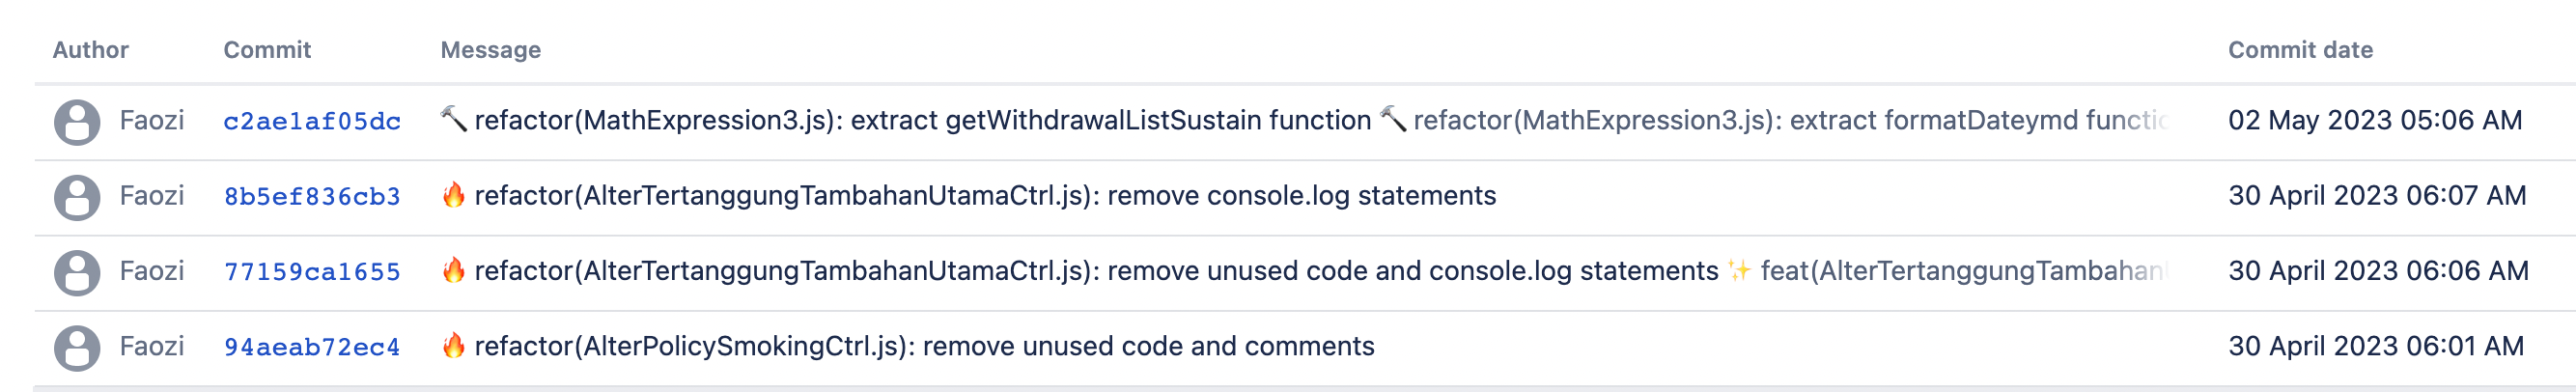 Author Commit Message Commit date
Faozi c2ae1af05dc 🔨 refactor(MathExpression3.js): extract getWithdrawalListSustain function 🔨 refactor(MathExpression3.js): extract formatDateymd functio 02 May 2023 05:06 AM
Faozi 8b5ef836cb3 🔥 refactor(AlterTertanggungTambahanUtamaCtrl.js): remove console.log statements 30 April 2023 06:07 AM
Faozi 77159ca1655 🔥 refactor(AlterTertanggungTambahanUtamaCtrl.js): remove unused code and console.log statements ✨ feat(AlterTertanggungTambahan 30 April 2023 06:06 AM
Faozi 94aeab72ec4 🔥 refactor(AlterPolicySmokingCtrl.js): remove unused code and comments 30 April 2023 06:01 AM